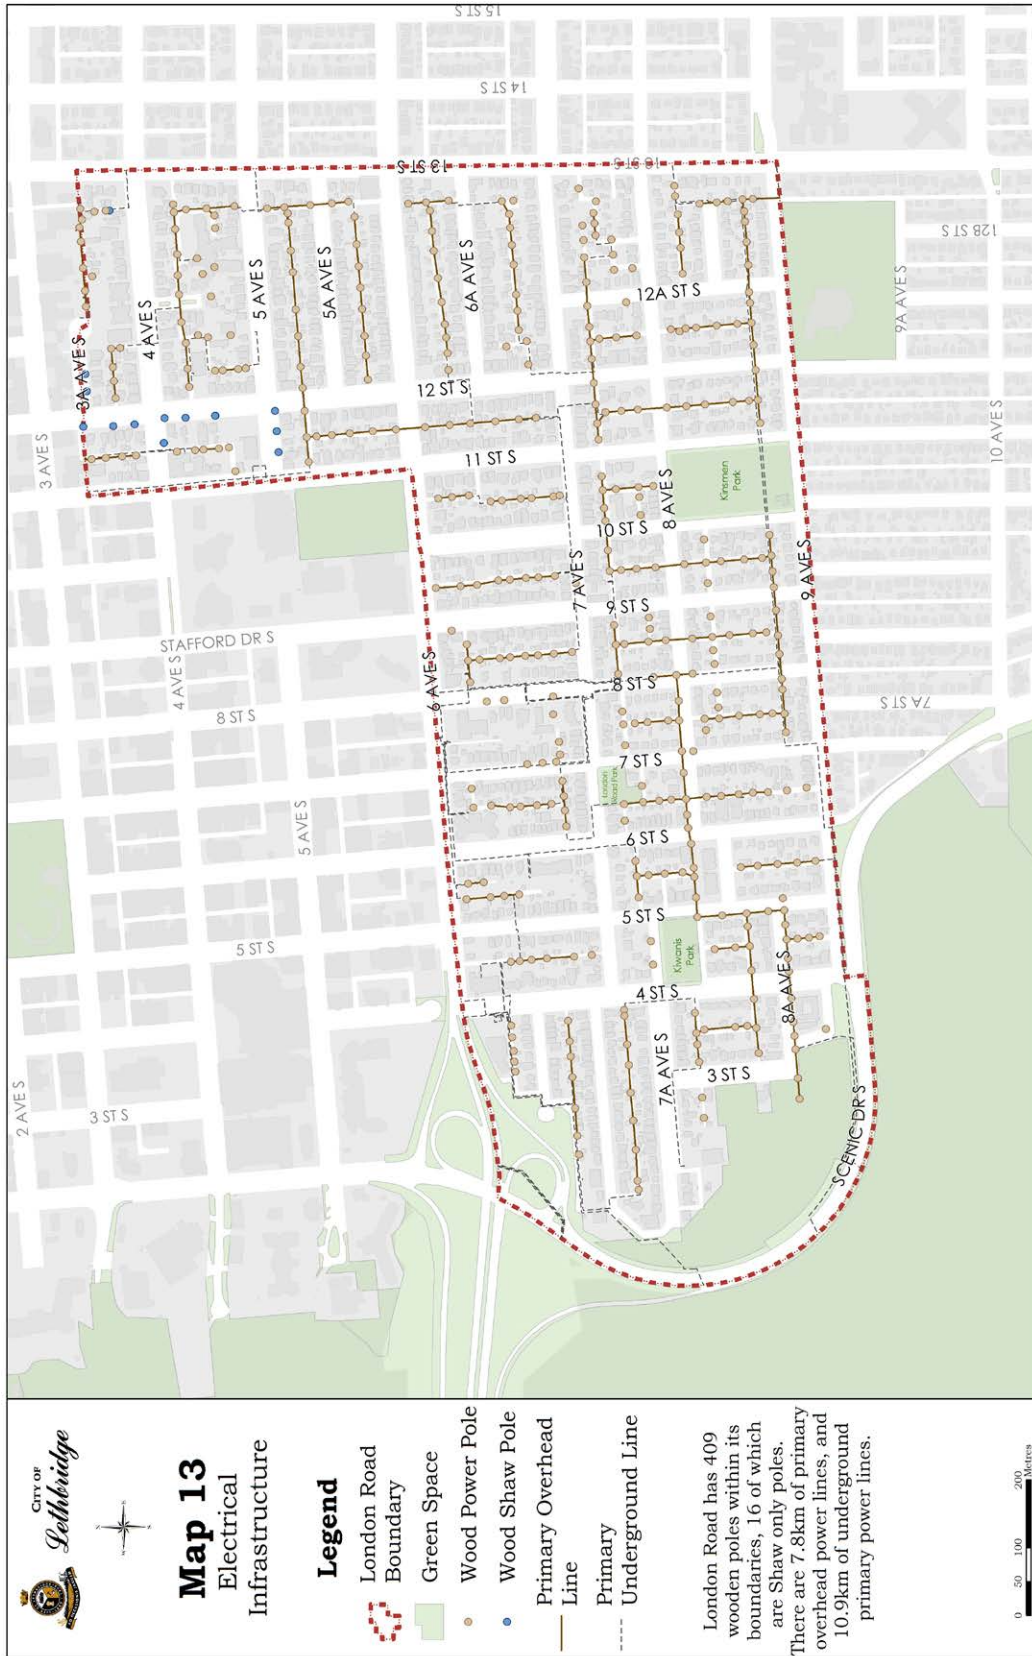 CITY OF
Lethbridge
Map 13
Electrical
Infrastructure
Legend
London Road
Boundary
Green Space
Wood Power Pole
Wood Shaw Pole
Primary Overhead
Line
Primary
Underground Line
London Road has 409
wooden poles within its
boundaries, 16 of which
are Shaw only poles.
There are 7.8km of primary
overhead power lines, and
10.9km of underground
primary power lines.
0 50 100 200
Metres
2 AVE S
3 ST S
5 ST S
5 AVE S
8 ST S
4 AVE S
STAFFORD DR S
3 AVE S
3A AVE S
4 AVE S
5 AVE S
5A AVE S
6A AVE S
13 ST S
13 ST S
14 ST S
15 ST S
12 ST S
12A ST S
12B ST S
11 ST S
10 ST S
9 ST S
8 ST S
7 ST S
6 ST S
5 ST S
4 ST S
3 ST S
6 AVE S
7 AVE S
7A AVE S
8 AVE S
8A AVE S
9 AVE S
9A AVE S
10 AVE S
7A ST S
SCENIC DR S
Kinsmen
Park
London
Road Park
Kiwanis
Park